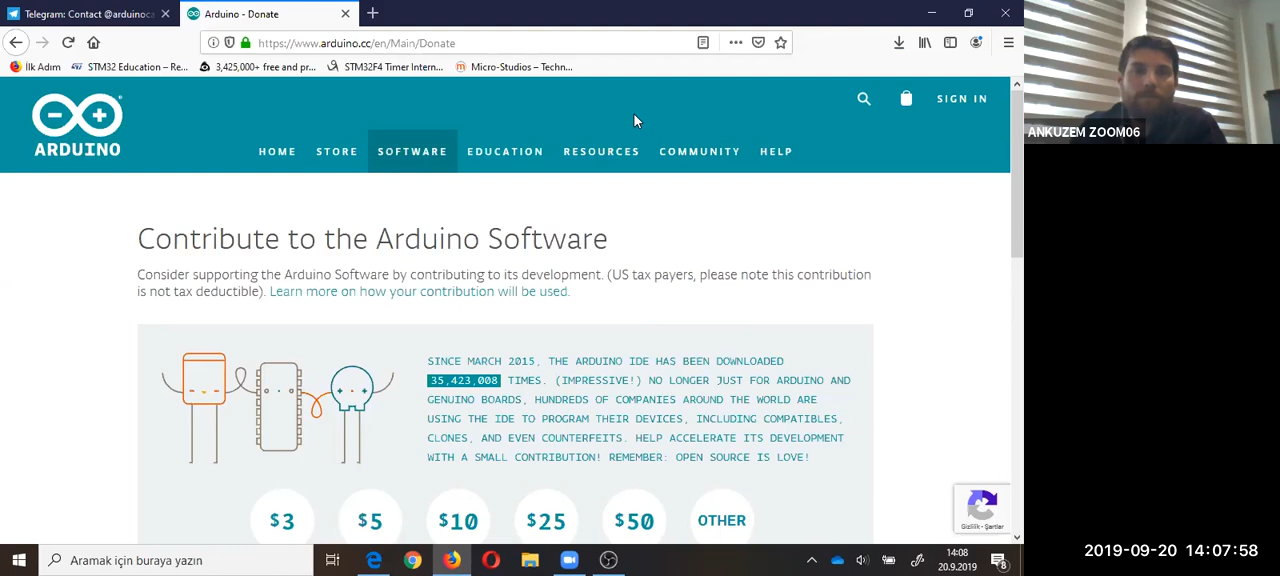 Telegram: Contact @arduinoca
Arduino - Donate
https://www.arduino.cc/en/Main/Donate
İlk Adım
STM32 Education – Re...
3,425,000+ free and pr...
STM32F4 Timer Intern...
Micro-Studios – Techn...
ANKUZEM ZOOM06
SIGN IN
ARDUINO
HOME
STORE
SOFTWARE
EDUCATION
RESOURCES
COMMUNITY
HELP
Contribute to the Arduino Software
Consider supporting the Arduino Software by contributing to its development. (US tax payers, please note this contribution
is not tax deductible). Learn more on how your contribution will be used.
SINCE MARCH 2015, THE ARDUINO IDE HAS BEEN DOWNLOADED
35,423,008 TIMES. (IMPRESSIVE!) NO LONGER JUST FOR ARDUINO AND
GENUINO BOARDS, HUNDREDS OF COMPANIES AROUND THE WORLD ARE
USING THE IDE TO PROGRAM THEIR DEVICES, INCLUDING COMPATIBLES,
CLONES, AND EVEN COUNTERFEITS. HELP ACCELERATE ITS DEVELOPMENT
WITH A SMALL CONTRIBUTION! REMEMBER: OPEN SOURCE IS LOVE!
$3
$5
$10
$25
$50
OTHER
Gizlilik - Şartlar
Aramak için buraya yazın
14:08
20.9.2019
8
2019-09-20 14:07:58